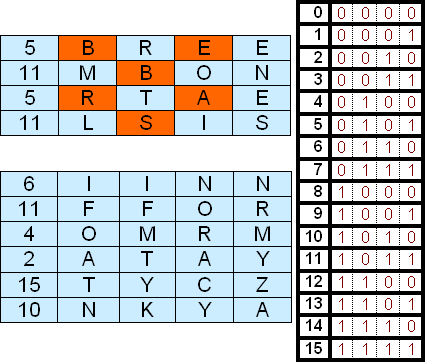 5 B R E E
11 M B O N
5 R T A E
11 L S I S
6 I I N N
11 F F O R
4 O M R M
2 A T A Y
15 T Y C Z
10 N K Y A
0 0 0 0 0
1 0 0 0 1
2 0 0 1 0
3 0 0 1 1
4 0 1 0 0
5 0 1 0 1
6 0 1 1 0
7 0 1 1 1
8 1 0 0 0
9 1 0 0 1
10 1 0 1 0
11 1 0 1 1
12 1 1 0 0
13 1 1 0 1
14 1 1 1 0
15 1 1 1 1